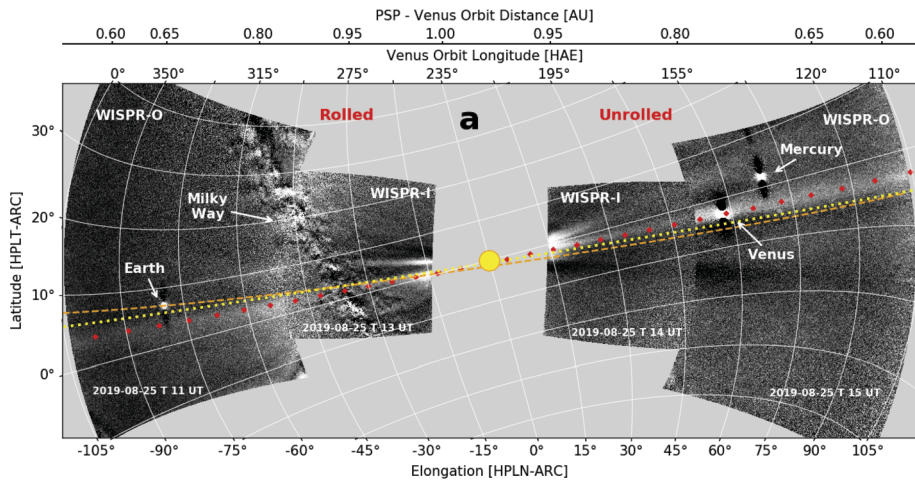 PSP - Venus Orbit Distance [AU]
0.60 0.65 0.80 0.95 1.00 0.95 0.80 0.65 0.60
Venus Orbit Longitude [HAE]
0° 350° 315° 275° 235° 195° 155° 120° 110°
WISPR-O Rolled a Unrolled WISPR-O
Mercury
WISPR-I WISPR-I
Milky
Way
Venus
Earth
2019-08-25 T 13 UT 2019-08-25 T 14 UT
2019-08-25 T 11 UT 2019-08-25 T 15 UT
Latitude [HPLT-ARC]
30°
20°
10°
0°
-105° -90° -75° -60° -45° -30° -15° 0° 15° 30° 45° 60° 75° 90° 105°
Elongation [HPLN-ARC]